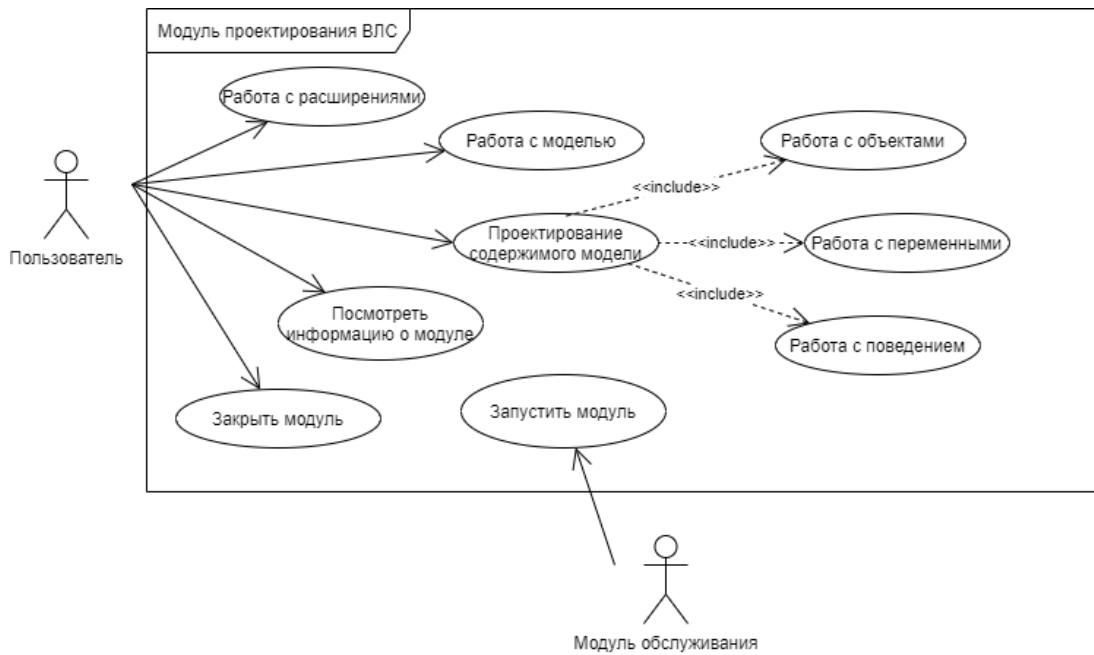 Модуль проектирования ВЛС
Работа с расширениями
Работа с моделью
Работа с объектами
<<include>>
Пользователь
Проектирование
содержимого модели
<<include>>
Работа с переменными
<<include>>
Посмотреть
информацию о модуле
Работа с поведением
Закрыть модуль
Запустить модуль
Модуль обслуживания